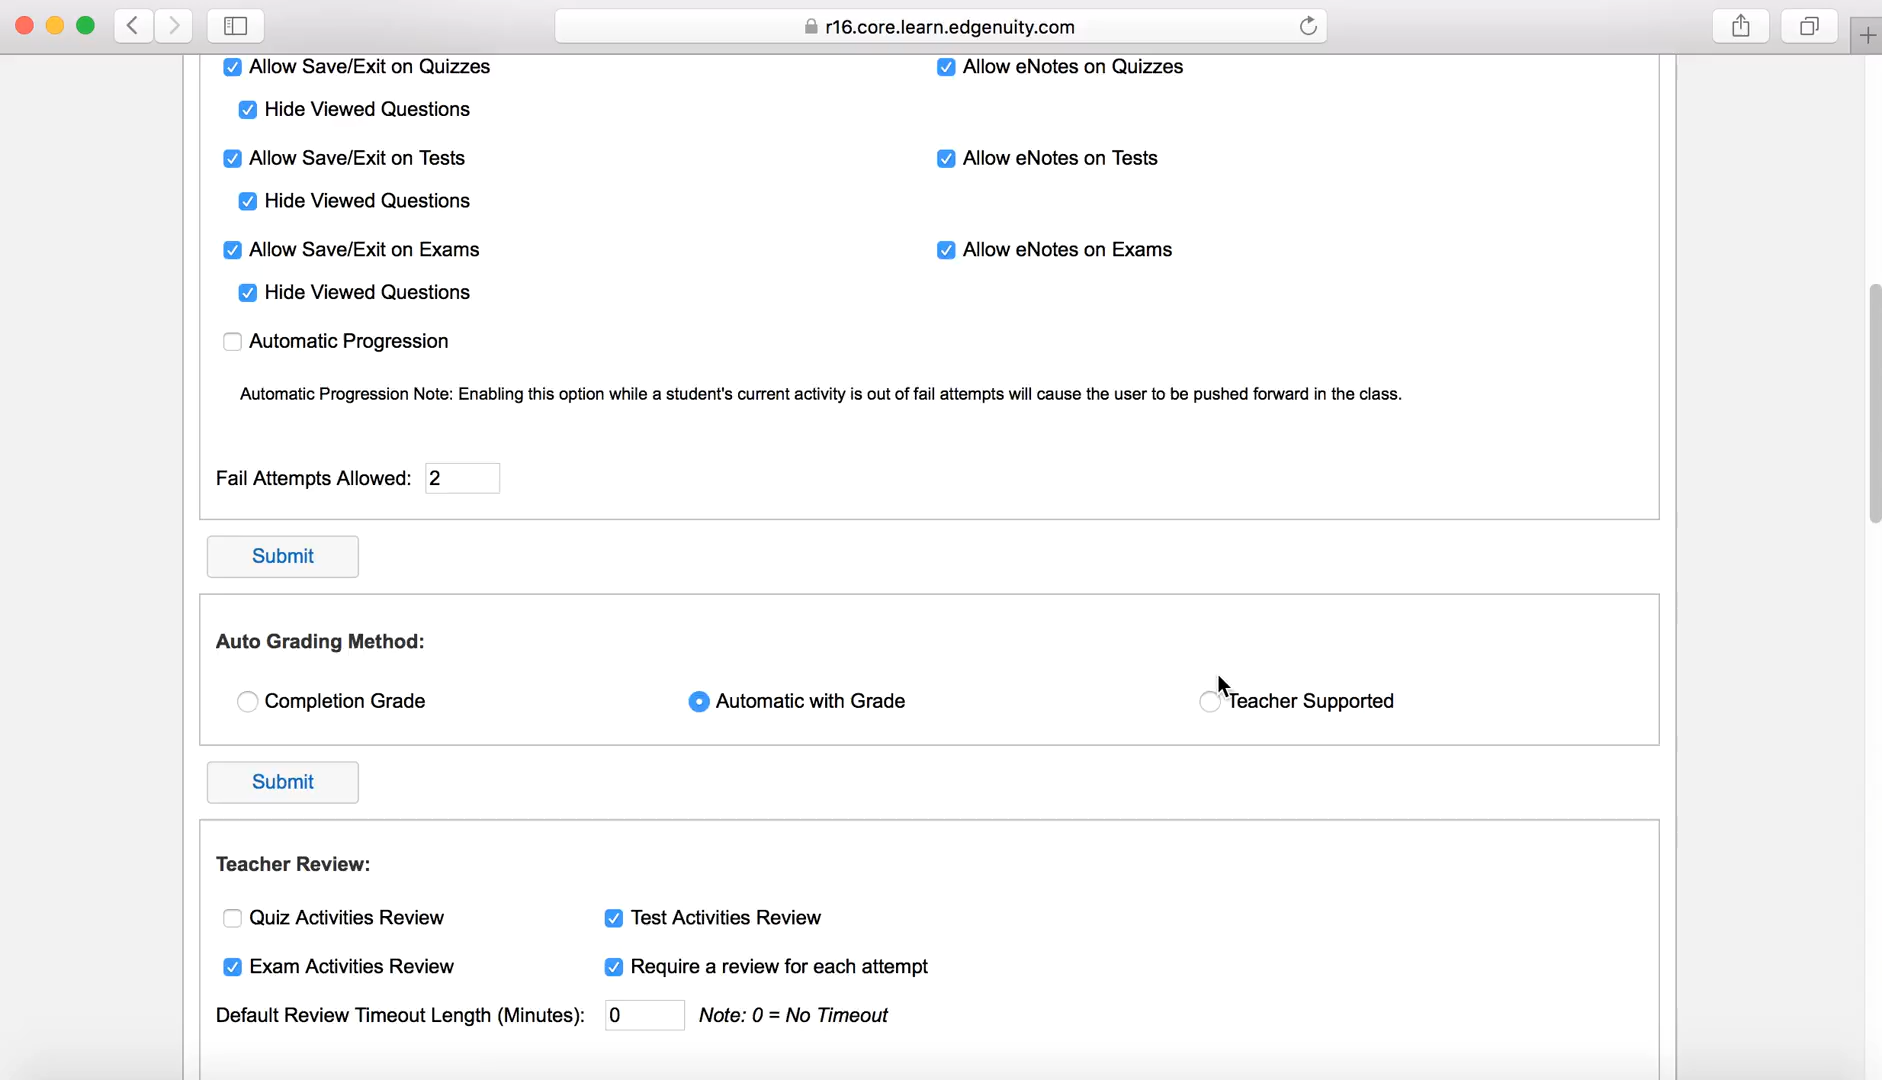 r16.core.learn.edgenuity.com
Allow Save/Exit on Quizzes
Allow eNotes on Quizzes
Hide Viewed Questions
Allow Save/Exit on Tests
Allow eNotes on Tests
Hide Viewed Questions
Allow Save/Exit on Exams
Allow eNotes on Exams
Hide Viewed Questions
Automatic Progression
Automatic Progression Note: Enabling this option while a student's current activity is out of fail attempts will cause the user to be pushed forward in the class.
Fail Attempts Allowed: 2
Submit
Auto Grading Method:
Completion Grade
Automatic with Grade
Teacher Supported
Submit
Teacher Review:
Quiz Activities Review
Test Activities Review
Exam Activities Review
Require a review for each attempt
Default Review Timeout Length (Minutes): 0 Note: 0 = No Timeout